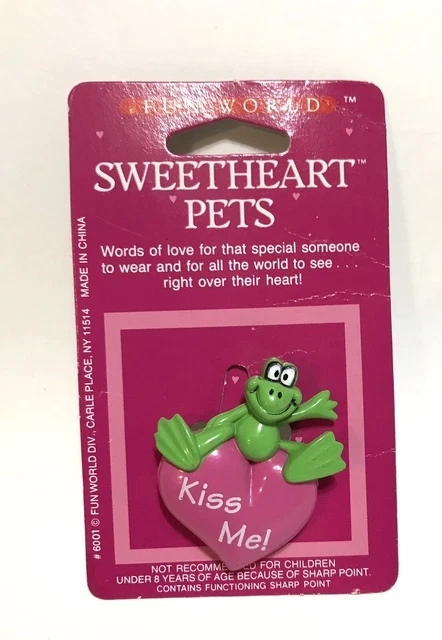 FUN WORLD ™
SWEETHEART™
PETS
Words of love for that special someone
to wear and for all the world to see . . .
right over their heart!
Kiss
Me!
NOT RECOMMENDED FOR CHILDREN
UNDER 8 YEARS OF AGE BECAUSE OF SHARP POINT.
CONTAINS FUNCTIONING SHARP POINT
# 6001 © FUN WORLD DIV., CARLE PLACE, NY 11514 MADE IN CHINA